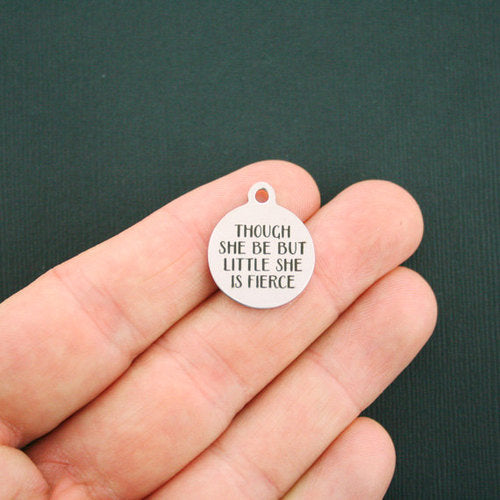 THOUGH
SHE BE BUT
LITTLE SHE
IS FIERCE